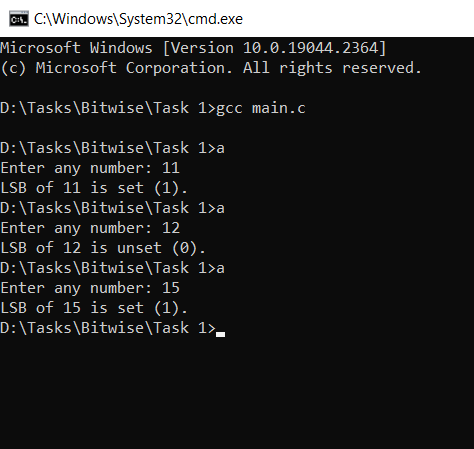 C:\Windows\System32\cmd.exe
Microsoft Windows [Version 10.0.19044.2364]
(c) Microsoft Corporation. All rights reserved.
D:\Tasks\Bitwise\Task 1>gcc main.c
D:\Tasks\Bitwise\Task 1>a
Enter any number: 11
LSB of 11 is set (1).
D:\Tasks\Bitwise\Task 1>a
Enter any number: 12
LSB of 12 is unset (0).
D:\Tasks\Bitwise\Task 1>a
Enter any number: 15
LSB of 15 is set (1).
D:\Tasks\Bitwise\Task 1>